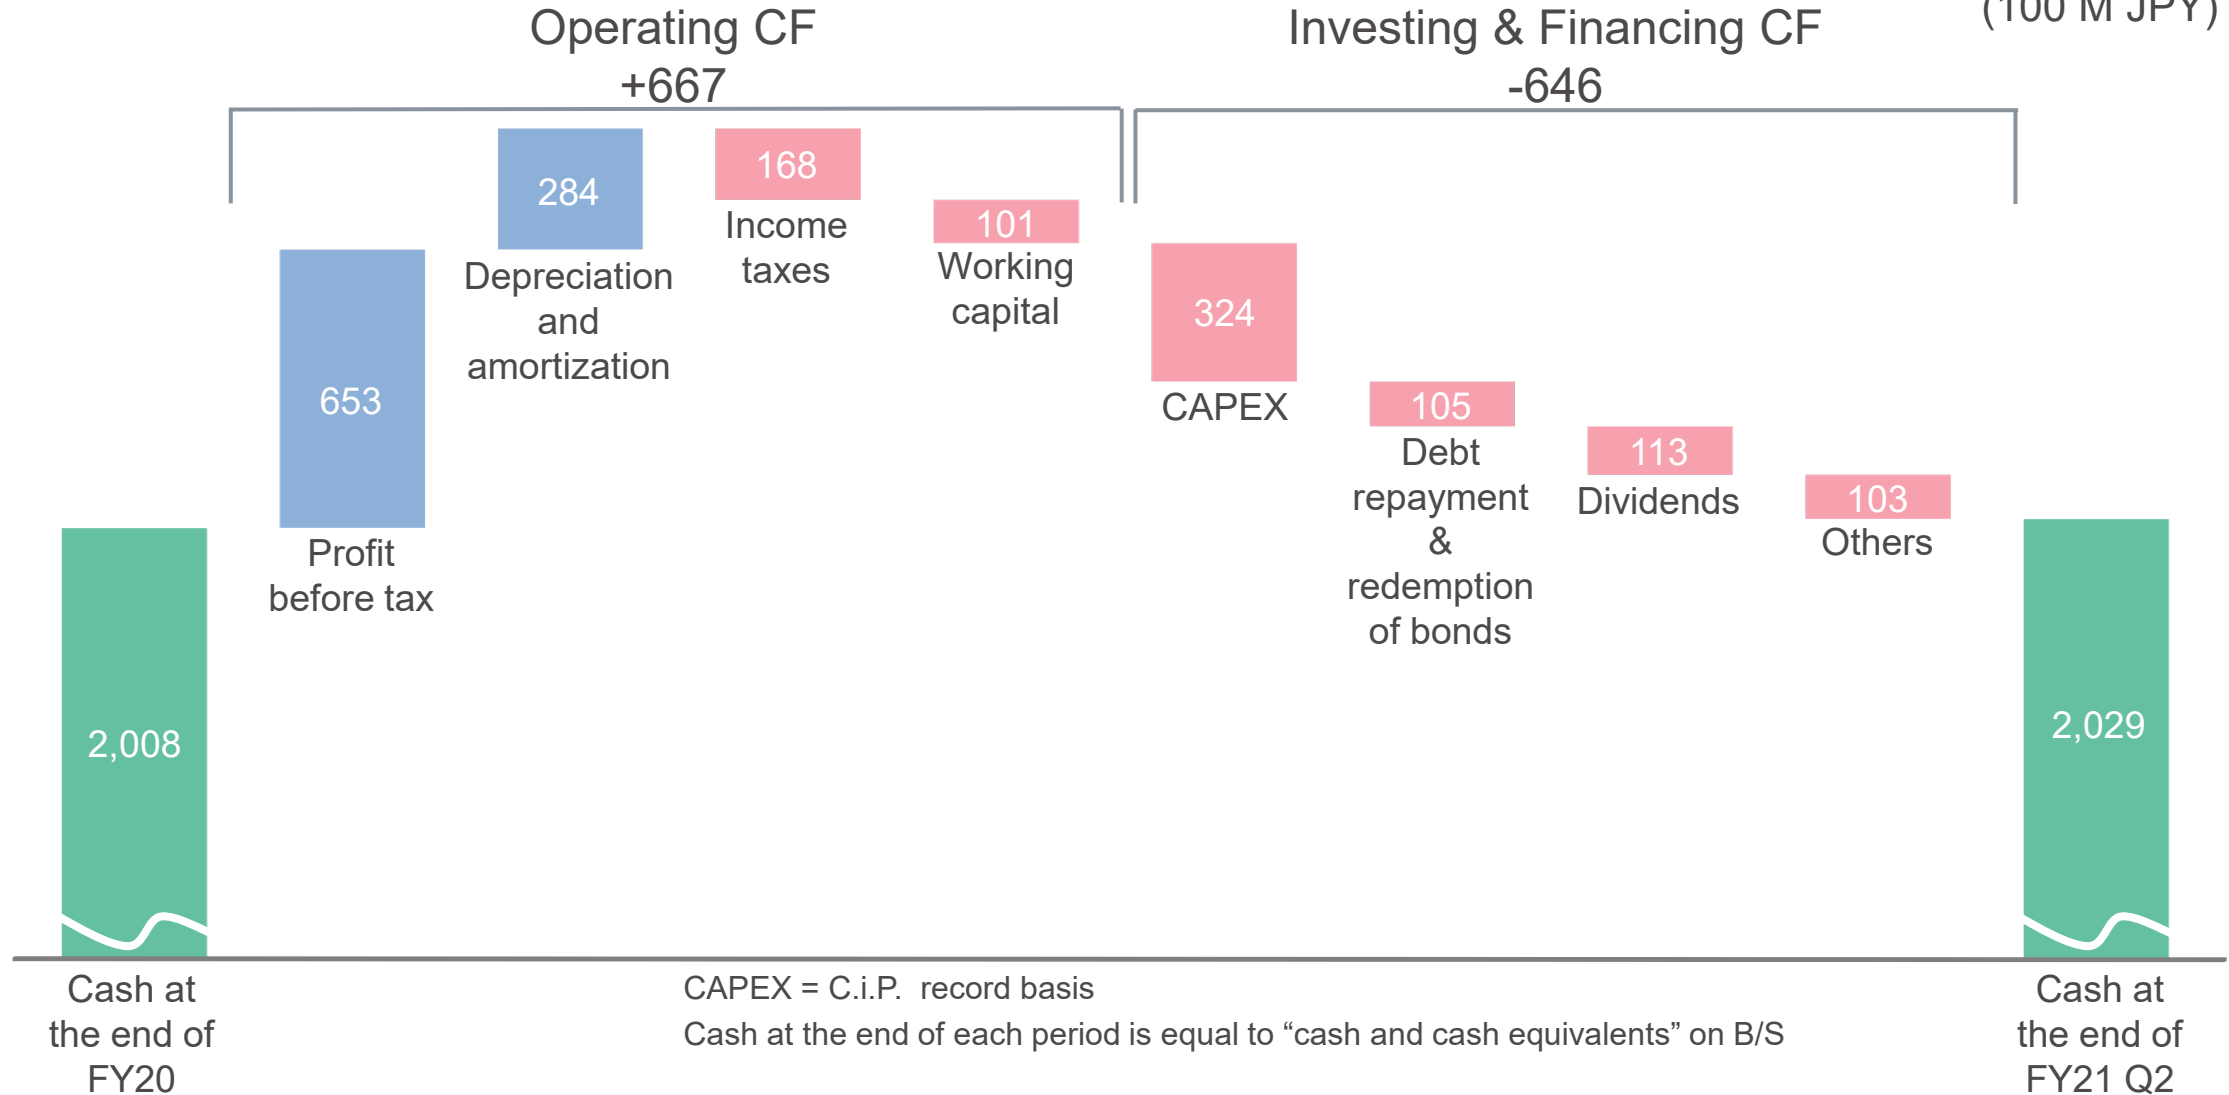 Operating CF
+667
Investing & Financing CF
-646
(100 M JPY)
2,008
Cash at
the end of
FY20
653
Profit
before tax
284
Depreciation
and
amortization
168
Income
taxes
101
Working
capital
324
CAPEX
105
Debt
repayment
&
redemption
of bonds
113
Dividends
103
Others
2,029
Cash at
the end of
FY21 Q2
CAPEX = C.i.P. record basis
Cash at the end of each period is equal to “cash and cash equivalents” on B/S